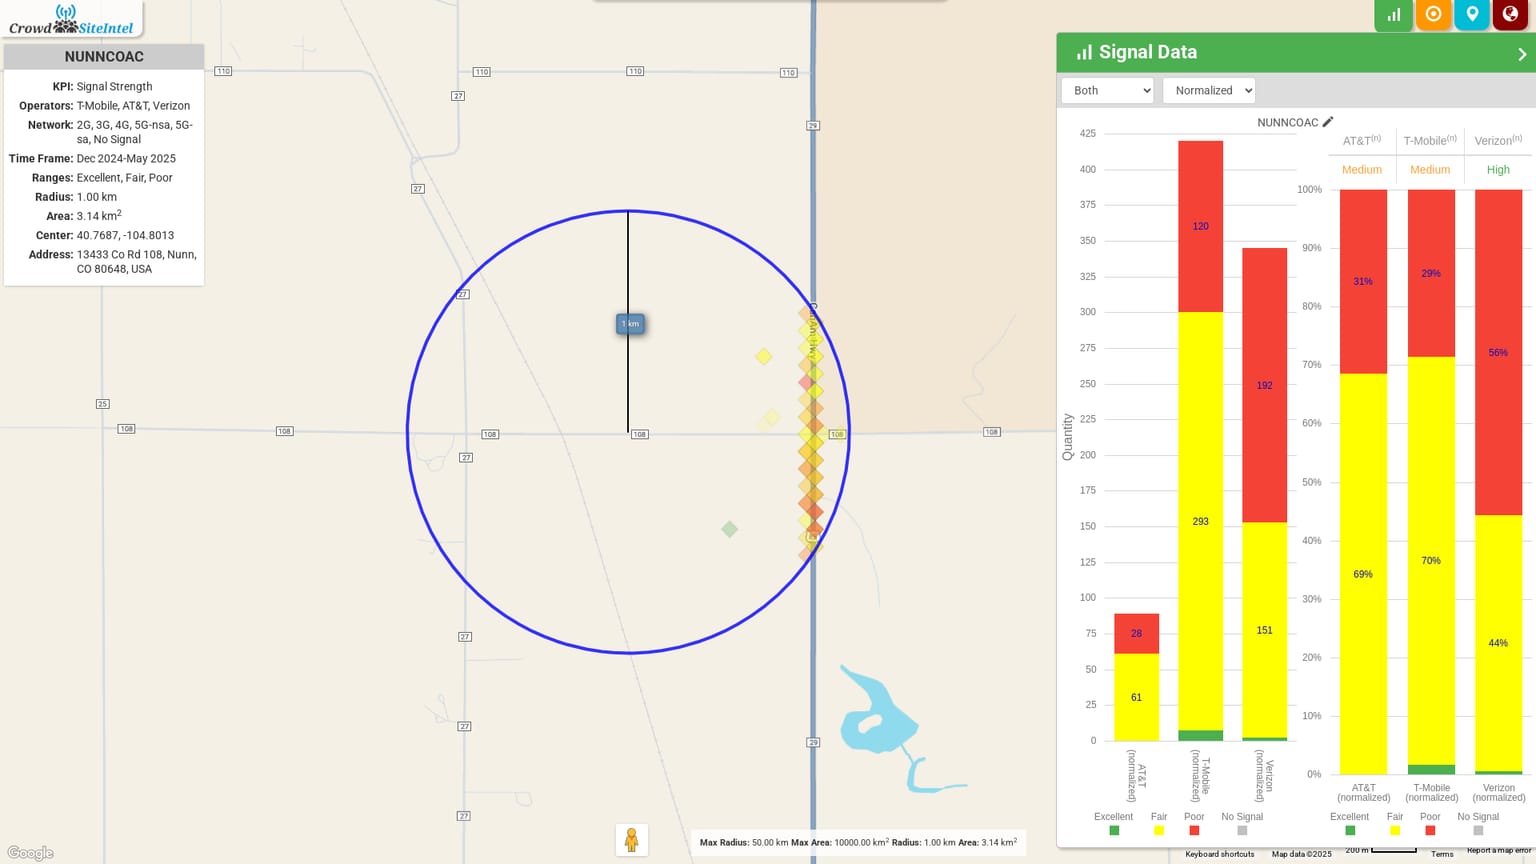 CrowdSiteIntel
NUNNCOAC
KPI: Signal Strength
Operators: T-Mobile, AT&T, Verizon
Network: 2G, 3G, 4G, 5G-nsa, 5G-
sa, No Signal
Time Frame: Dec 2024-May 2025
Ranges: Excellent, Fair, Poor
Radius: 1.00 km
Area: 3.14 km²
Center: 40.7687, -104.8013
Address: 13433 Co Rd 108, Nunn,
CO 80648, USA
110
110
110
110
27
29
27
27
1 km
25
108
108
108
108
108
108
27
27
27
29
27
Google
Max Radius: 50.00 km Max Area: 10000.00 km² Radius: 1.00 km Area: 3.14 km²
Signal Data
Both
Normalized
NUNNCOAC
AT&T(n)
T-Mobile(n)
Verizon(n)
Medium
Medium
High
Quantity
425
400
375
350
325
300
275
250
225
200
175
150
125
100
75
50
25
0
28
61
120
293
192
151
AT&T
(normalized)
T-Mobile
(normalized)
Verizon
(normalized)
Excellent
Fair
Poor
No Signal
100%
90%
80%
70%
60%
50%
40%
30%
20%
10%
0%
31%
69%
29%
70%
56%
44%
AT&T
(normalized)
T-Mobile
(normalized)
Verizon
(normalized)
Excellent
Fair
Poor
No Signal
Keyboard shortcuts
Map data ©2025
200 m
Terms
Report a map error